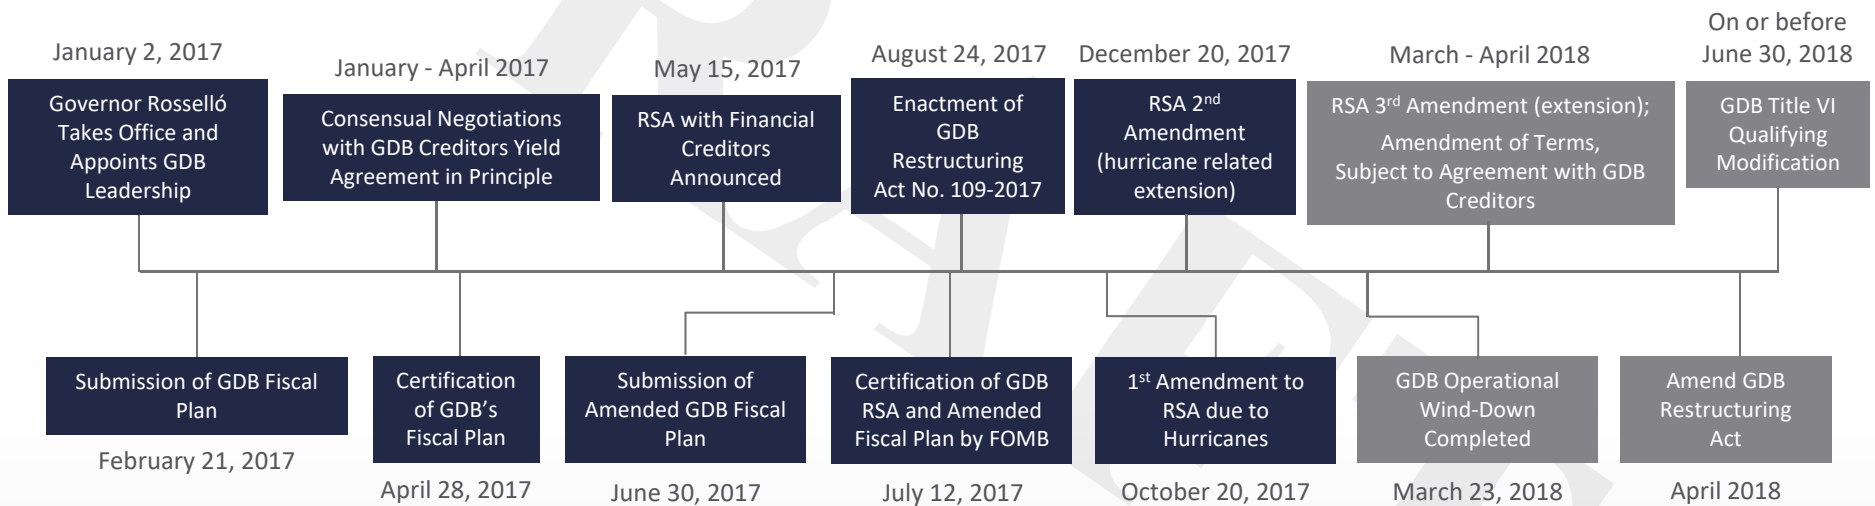 January 2, 2017
Governor Rosselló
Takes Office and
Appoints GDB
Leadership
January - April 2017
Consensual Negotiations
with GDB Creditors Yield
Agreement in Principle
May 15, 2017
RSA with Financial
Creditors
Announced
August 24, 2017
Enactment of
GDB
Restructuring
Act No. 109-2017
December 20, 2017
RSA 2nd
Amendment
(hurricane related
extension)
March - April 2018
RSA 3rd Amendment (extension);
Amendment of Terms,
Subject to Agreement with GDB
Creditors
On or before
June 30, 2018
GDB Title VI
Qualifying
Modification
Submission of GDB Fiscal
Plan
February 21, 2017
Certification
of GDB’s
Fiscal Plan
April 28, 2017
Submission of
Amended GDB Fiscal
Plan
June 30, 2017
Certification of GDB
RSA and Amended
Fiscal Plan by FOMB
July 12, 2017
1st Amendment to
RSA due to
Hurricanes
October 20, 2017
GDB Operational
Wind-Down
Completed
March 23, 2018
Amend GDB
Restructuring
Act
April 2018